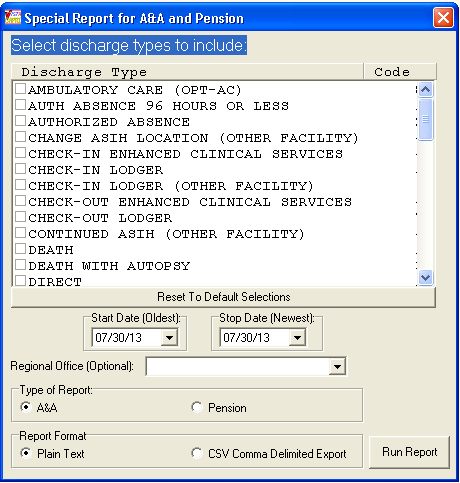 Special Report for A&A and Pension
Select discharge types to include:
Discharge Type Code
AMBULATORY CARE (OPT-AC)
AUTH ABSENCE 96 HOURS OR LESS
AUTHORIZED ABSENCE
CHANGE ASIH LOCATION (OTHER FACILITY)
CHECK-IN ENHANCED CLINICAL SERVICES
CHECK-IN LODGER
CHECK-IN LODGER (OTHER FACILITY)
CHECK-OUT ENHANCED CLINICAL SERVICES
CHECK-OUT LODGER
CONTINUED ASIH (OTHER FACILITY)
DEATH
DEATH WITH AUTOPSY
DIRECT
Reset To Default Selections
Start Date (Oldest): Stop Date (Newest):
07/30/13 07/30/13
Regional Office (Optional):
Type of Report:
A&A Pension
Report Format
Plain Text CSV Comma Delimited Export Run Report